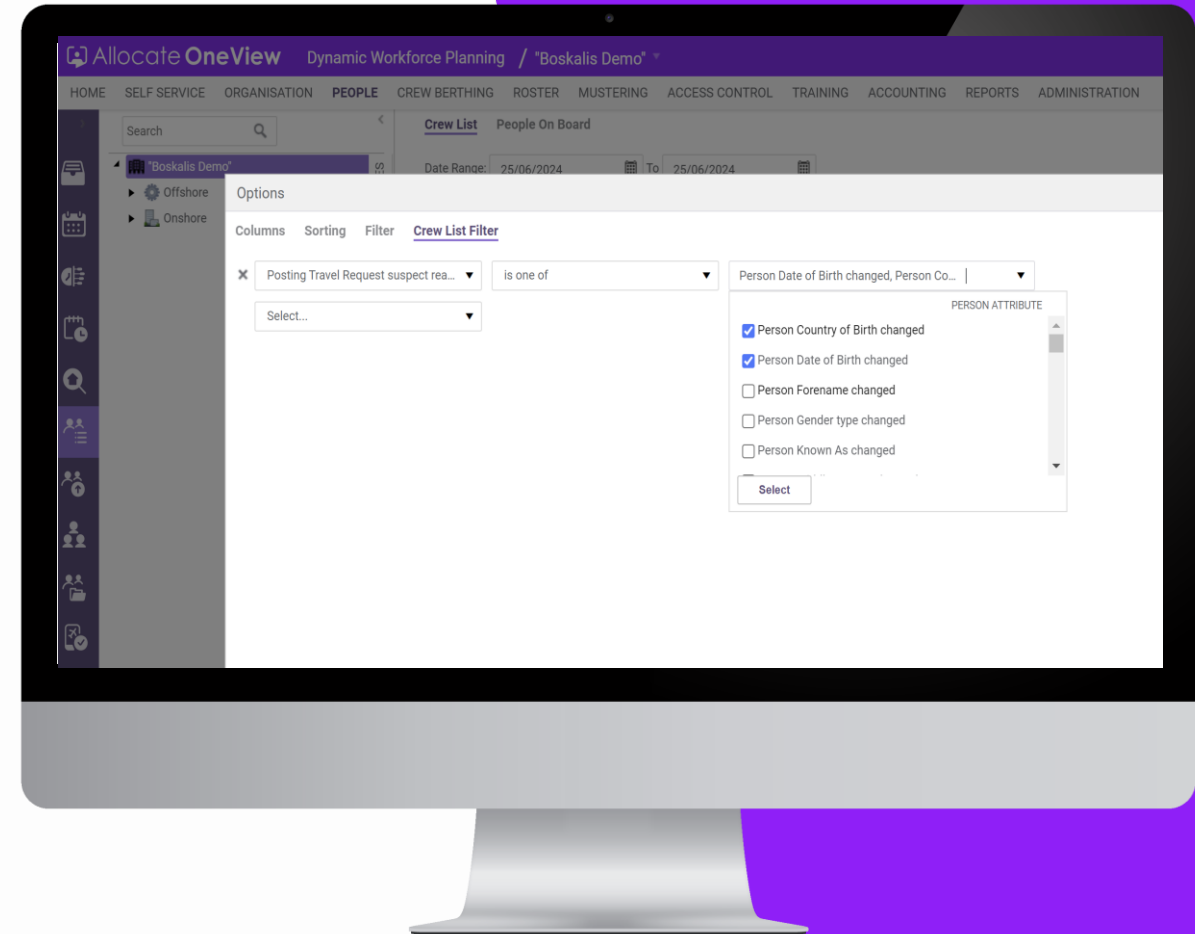 Allocate OneView Dynamic Workforce Planning / "Boskalis Demo"
HOME SELF SERVICE ORGANISATION PEOPLE CREW BERTHING ROSTER MUSTERING ACCESS CONTROL TRAINING ACCOUNTING REPORTS ADMINISTRATION
Search
Crew List People On Board
"Boskalis Demo"
Date Range: 25/06/2024 To 25/06/2024
Offshore
Onshore
Options
Columns Sorting Filter Crew List Filter
Posting Travel Request suspect rea... is one of Person Date of Birth changed, Person Co...
Select...
PERSON ATTRIBUTE
Person Country of Birth changed
Person Date of Birth changed
Person Forename changed
Person Gender type changed
Person Known As changed
Select